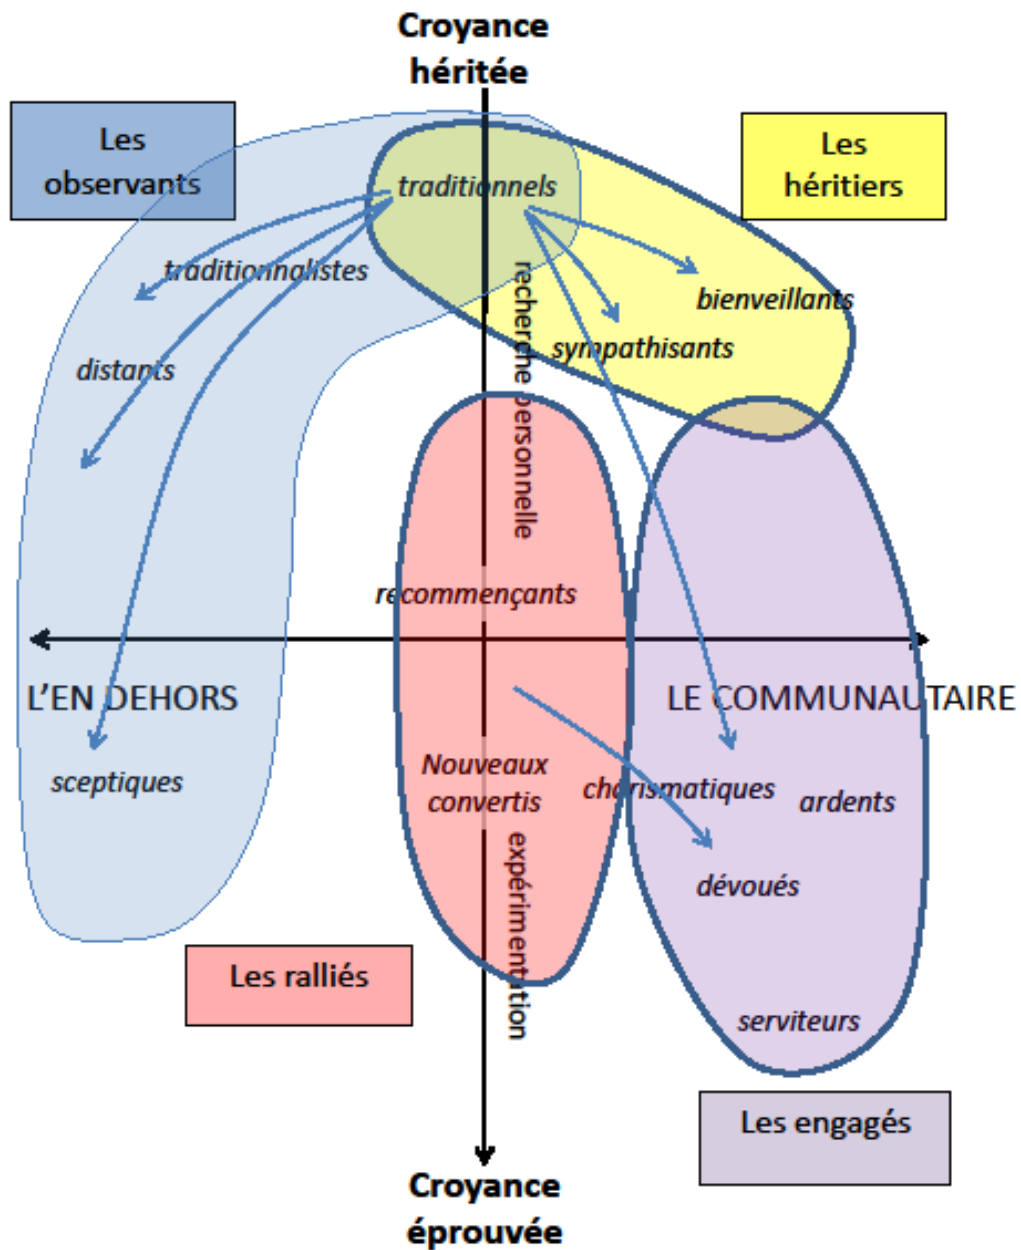 Croyance
héritée
Les
observants
Les
héritiers
traditionnels
traditionnalistes
bienveillants
sympathisants
distants
recherche personnelle
recommençants
L'EN DEHORS
LE COMMUNAUTAIRE
sceptiques
Nouveaux
convertis
charismatiques
ardents
dévoués
expérimentation
Les ralliés
serviteurs
Les engagés
Croyance
éprouvée